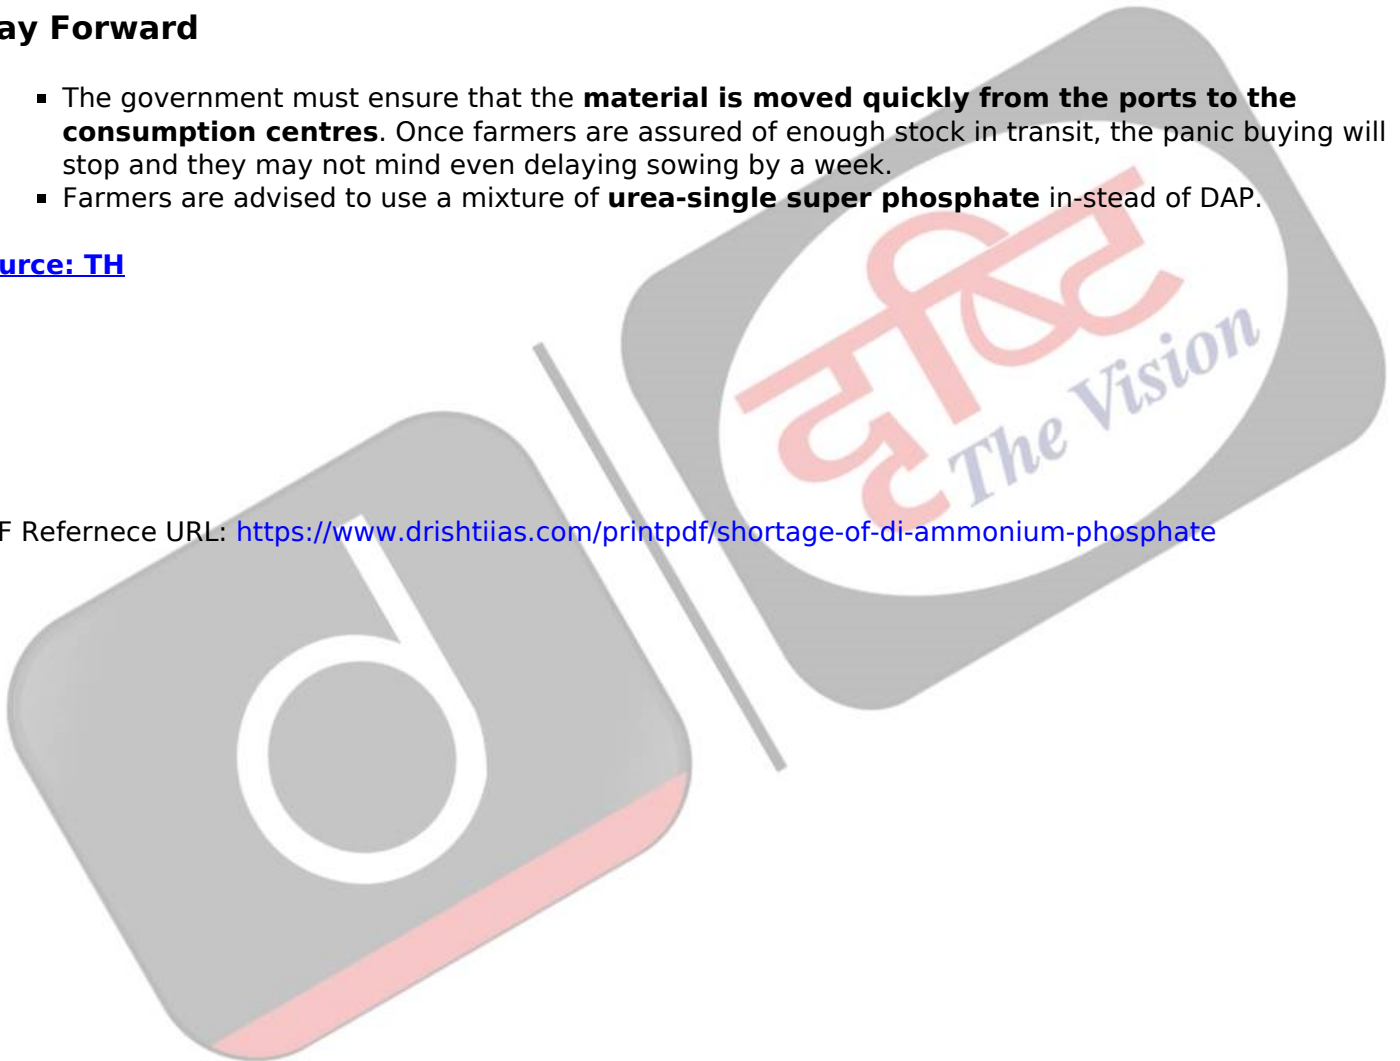 ay Forward
▪ The government must ensure that the material is moved quickly from the ports to the
consumption centres. Once farmers are assured of enough stock in transit, the panic buying will
stop and they may not mind even delaying sowing by a week.
▪ Farmers are advised to use a mixture of urea-single super phosphate in-stead of DAP.
urce: TH
दृष्टि
The Vision
F Refernece URL: https://www.drishtiias.com/printpdf/shortage-of-di-ammonium-phosphate
d